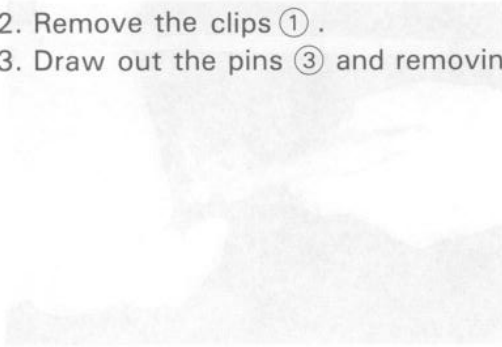 2. Remove the clips ① .
3. Draw out the pins ③ and removin